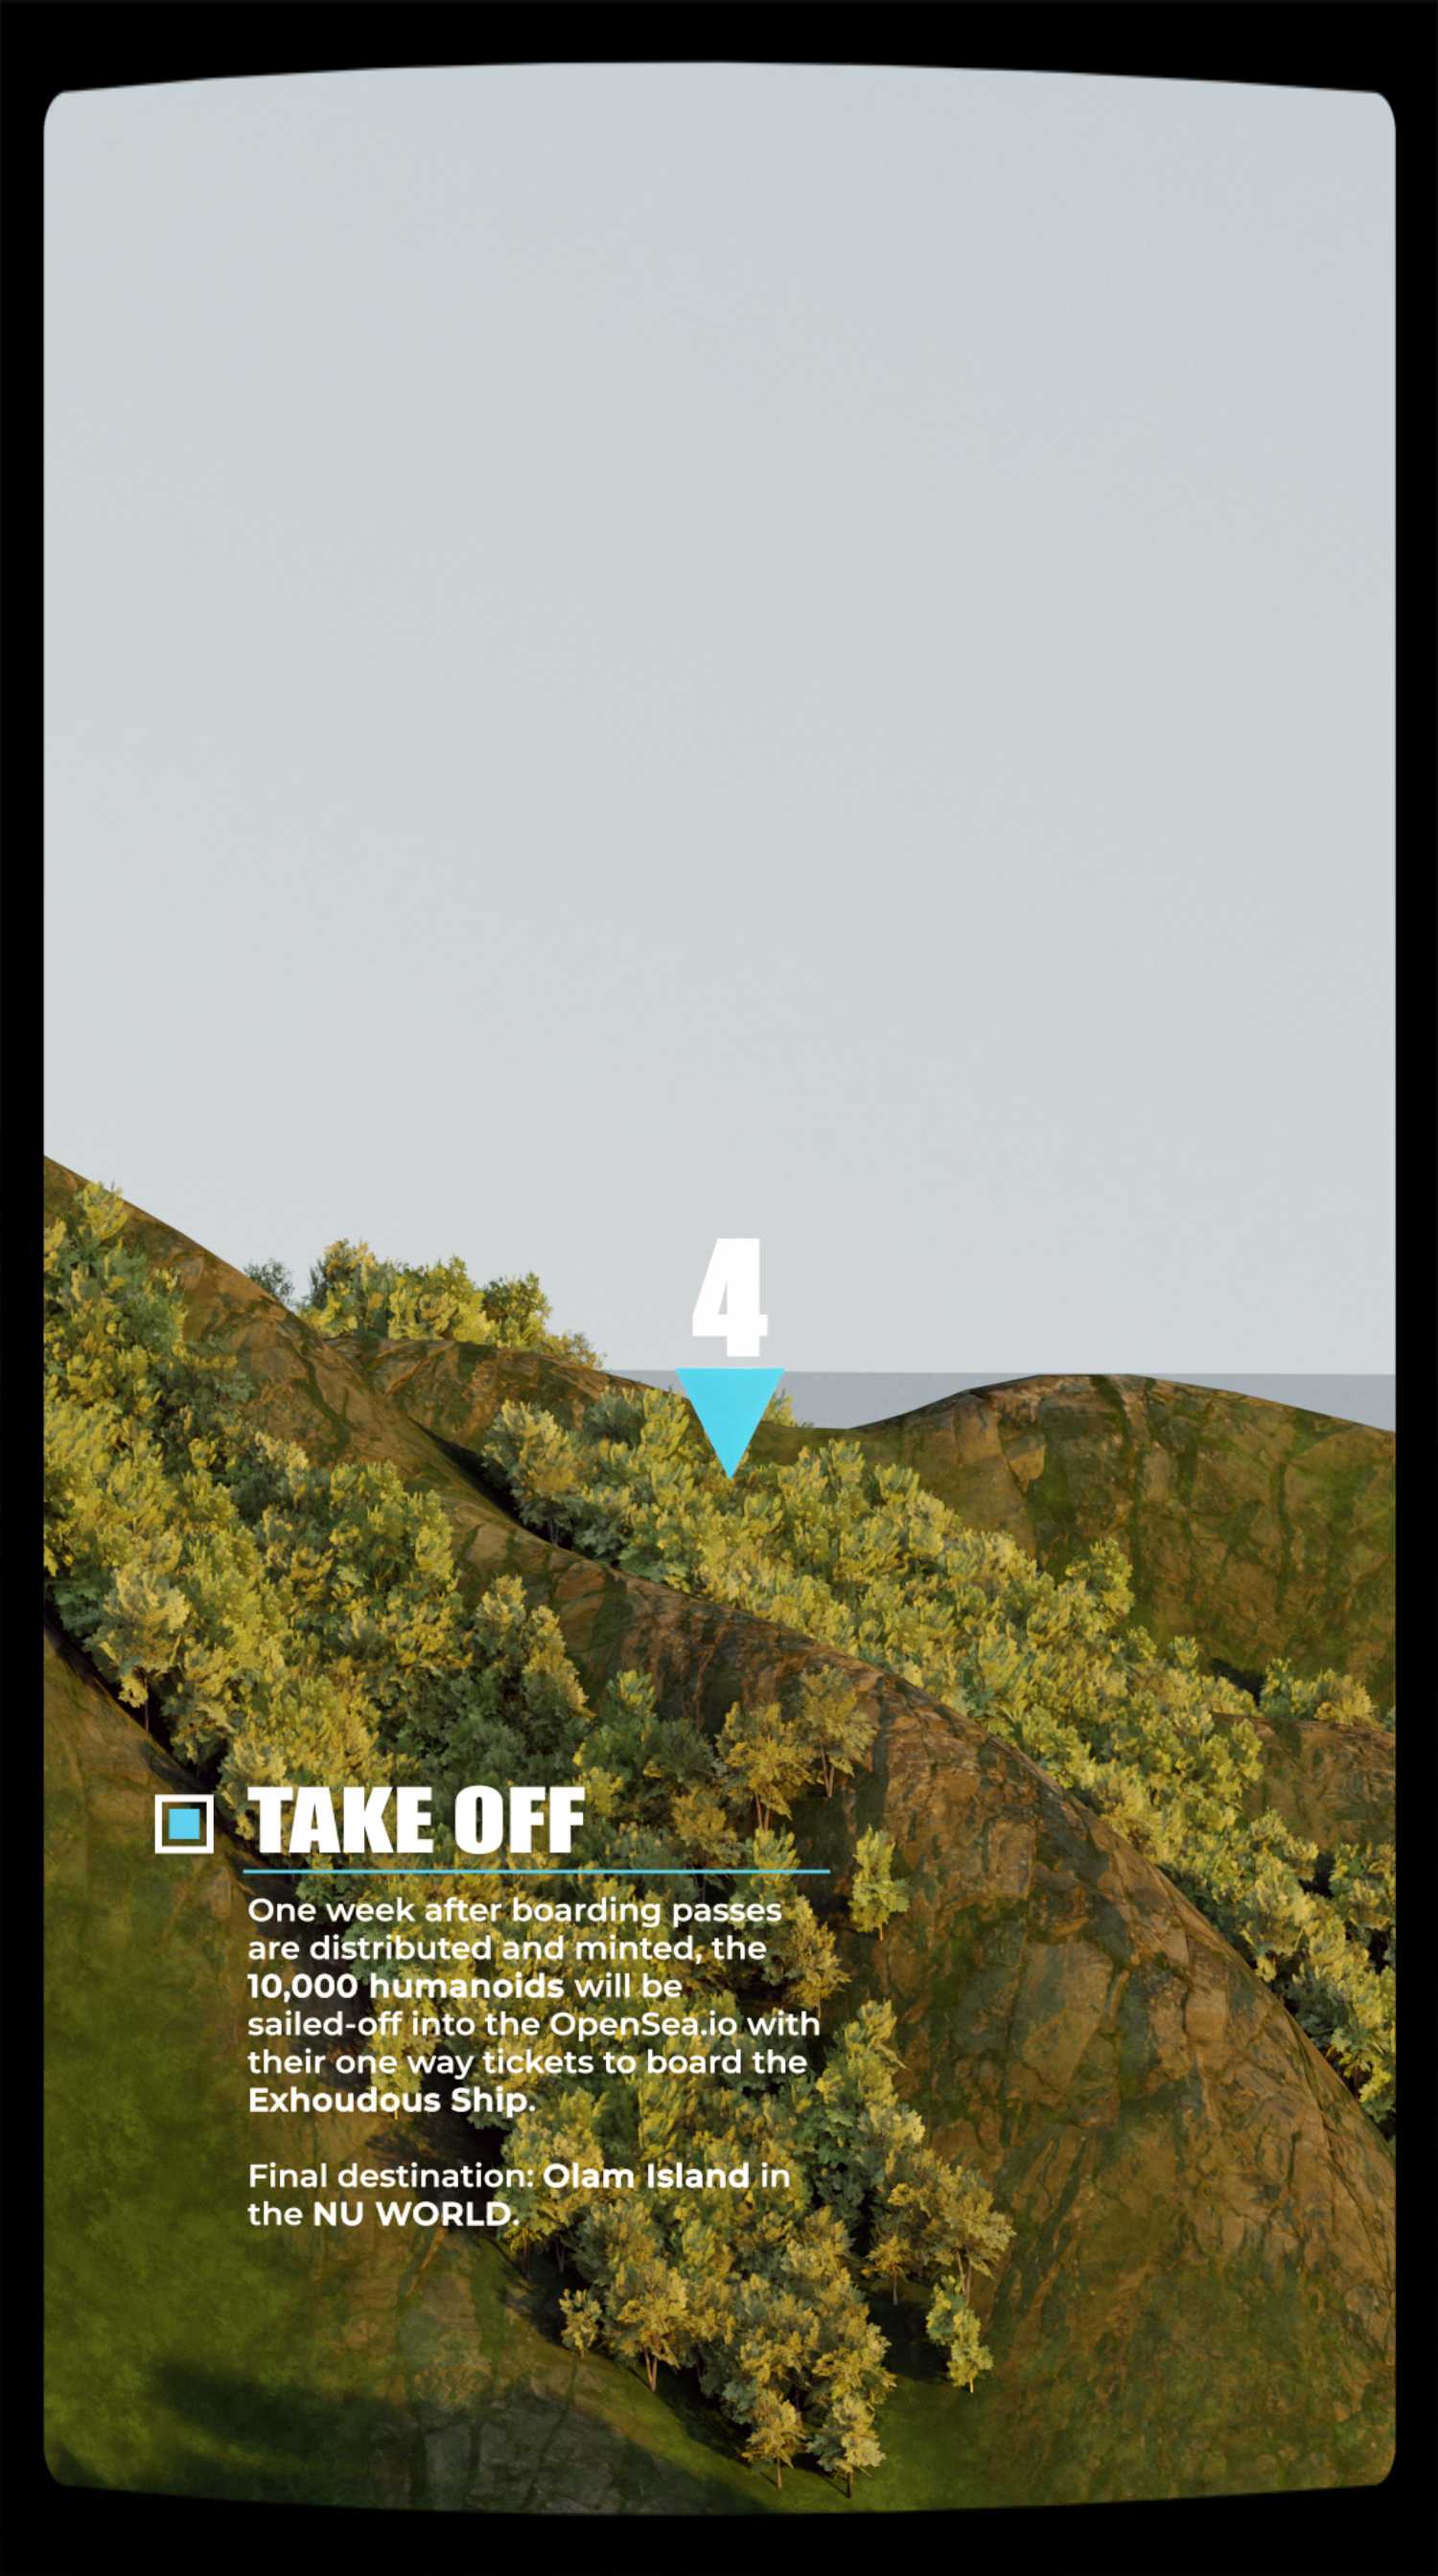 4
TAKE OFF
One week after boarding passes
are distributed and minted, the
10,000 humanoids will be
sailed-off into the OpenSea.io with
their one way tickets to board the
Exhoudous Ship.
Final destination: Olam Island in
the NU WORLD.